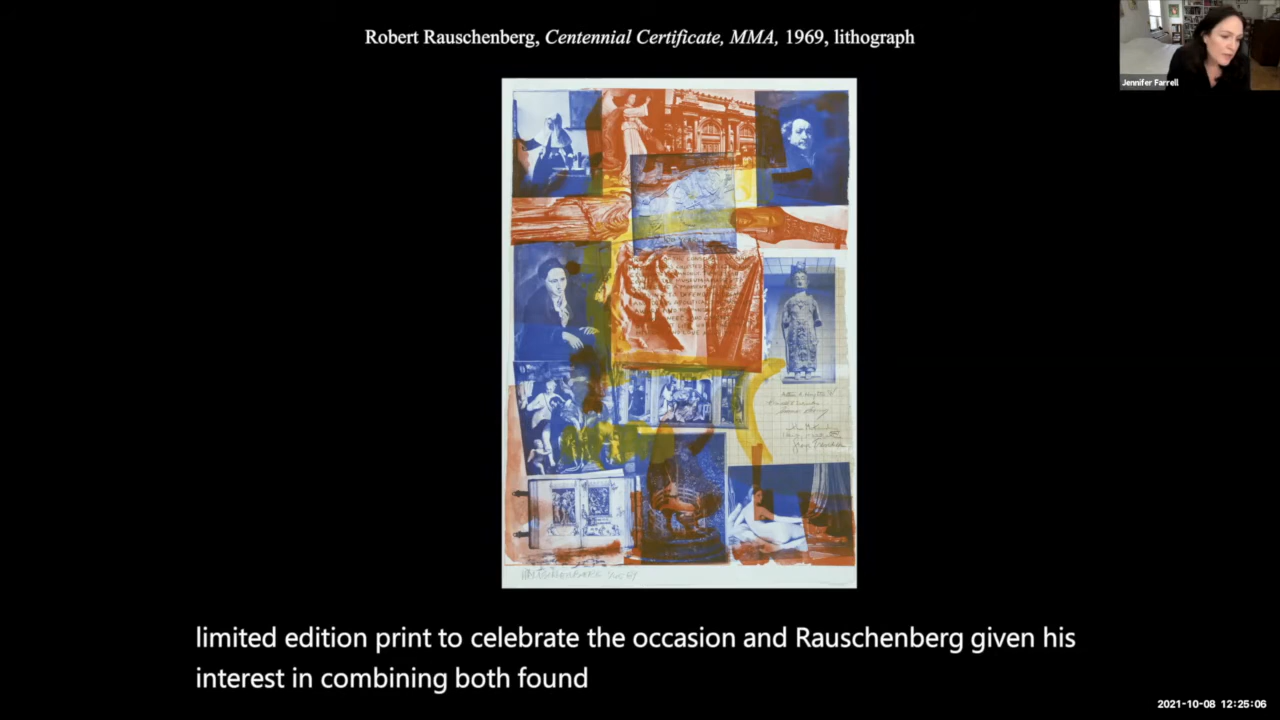 Robert Rauschenberg, Centennial Certificate, MMA, 1969, lithograph
Jennifer Farrell
limited edition print to celebrate the occasion and Rauschenberg given his
interest in combining both found
2021-10-08 12:25:06